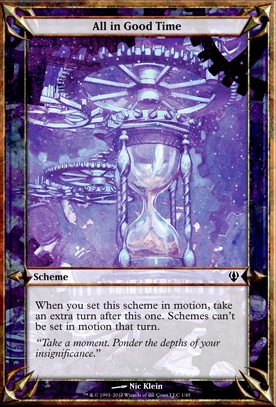 All in Good Time
Scheme
When you set this scheme in motion, take
an extra turn after this one. Schemes can't
be set in motion that turn.
"Take a moment. Ponder the depths of your
insignificance."
Nic Klein
™ & © 1993-2010 Wizards of the Coast LLC 1/45